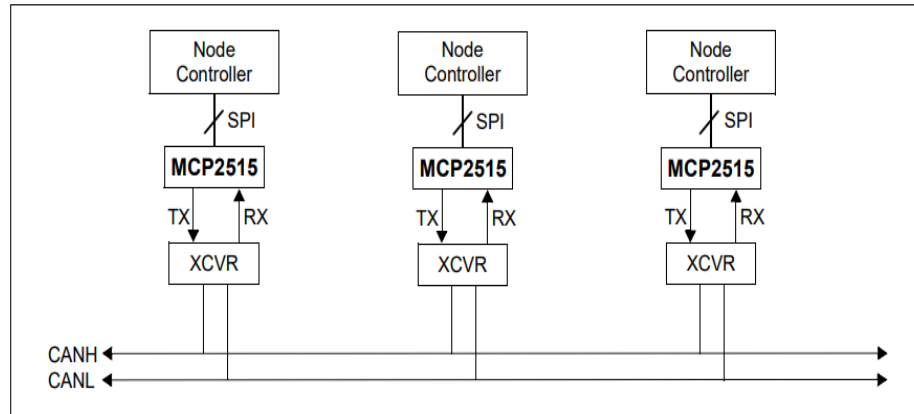 Node
Controller
Node
Controller
Node
Controller
SPI
SPI
SPI
MCP2515
MCP2515
MCP2515
TX
RX
TX
RX
TX
RX
XCVR
XCVR
XCVR
CANH
CANL